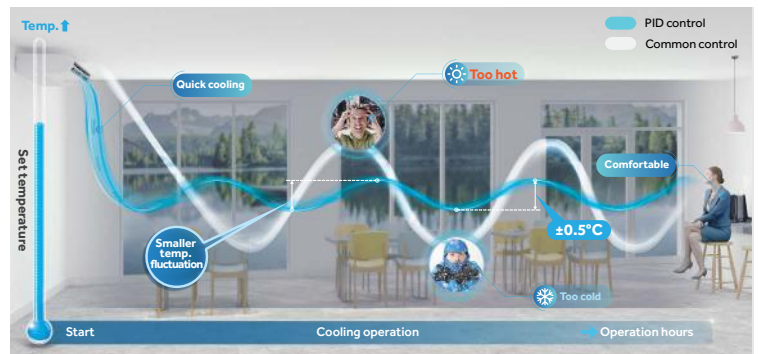 Temp.
PID control
Common control
Too hot
Quick cooling
Set temperature
Comfortable
Smaller
temp.
fluctuation
±0.5°C
Too cold
Start
Cooling operation
Operation hours